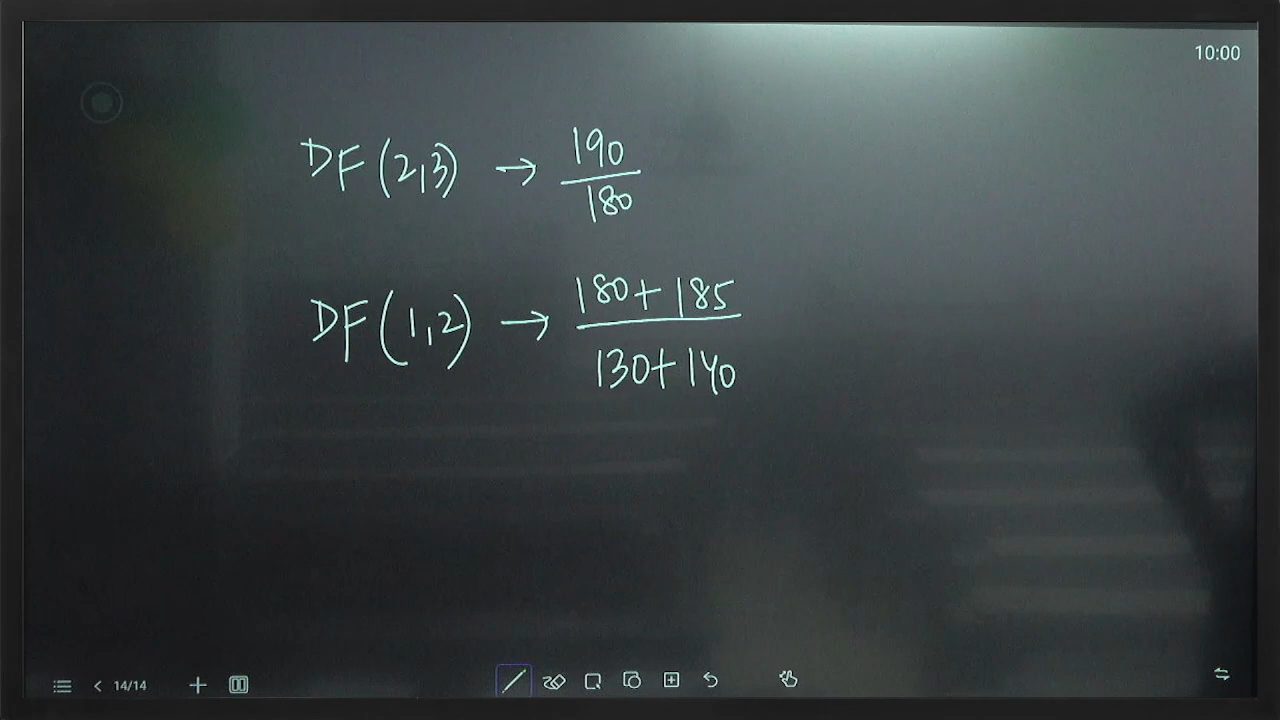 10:00
DF (2,3) → 190/180
DF (1,2) → 180+185/130+140
14/14